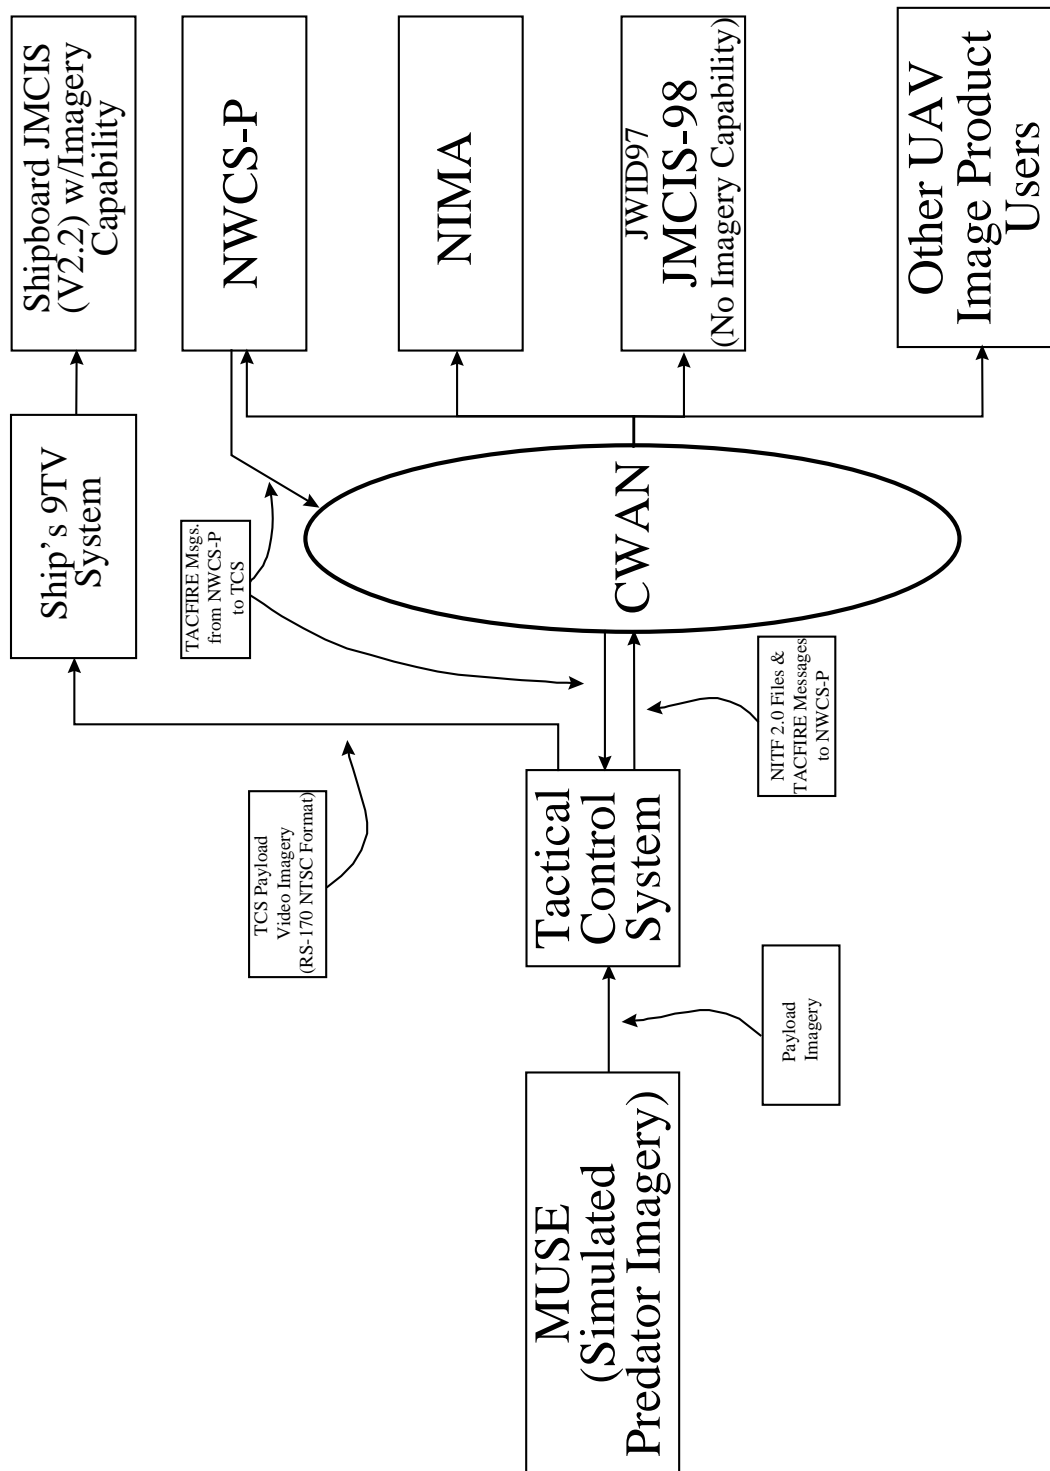 MUSE
(Simulated
Predator Imagery)
Payload
Imagery
Tactical
Control
System
TCS Payload
Video Imagery
(RS-170 NTSC Format)
NITF 2.0 Files &
TACFIRE Messages
to NWCS-P
TACFIRE Msgs.
from NWCS-P
to TCS
CWAN
Ship's 9TV
System
Shipboard JMCIS
(V2.2) w/Imagery
Capability
NWCS-P
NIMA
JWID97
JMCIS-98
(No Imagery Capability)
Other UAV
Image Product
Users